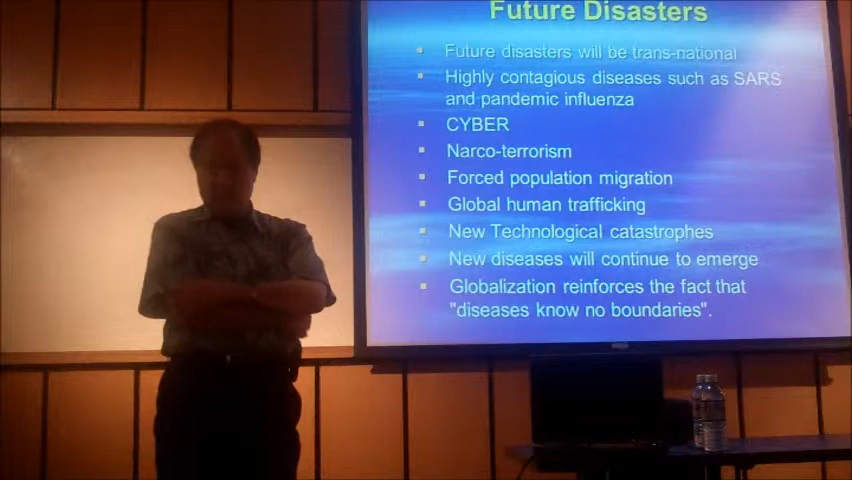 Future Disasters
Future disasters will be trans-national
Highly contagious diseases such as SARS
and pandemic influenza
CYBER
Narco-terrorism
Forced population migration
Global human trafficking
New Technological catastrophes
New diseases will continue to emerge
Globalization reinforces the fact that
"diseases know no boundaries".